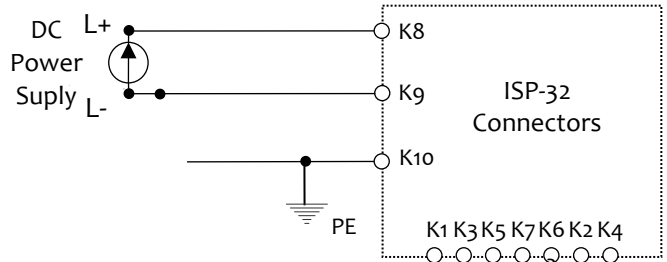 DC
Power
Suply
L+
L-
K8
K9
K10
PE
ISP-32
Connectors
K1 K3 K5 K7 K6 K2 K4